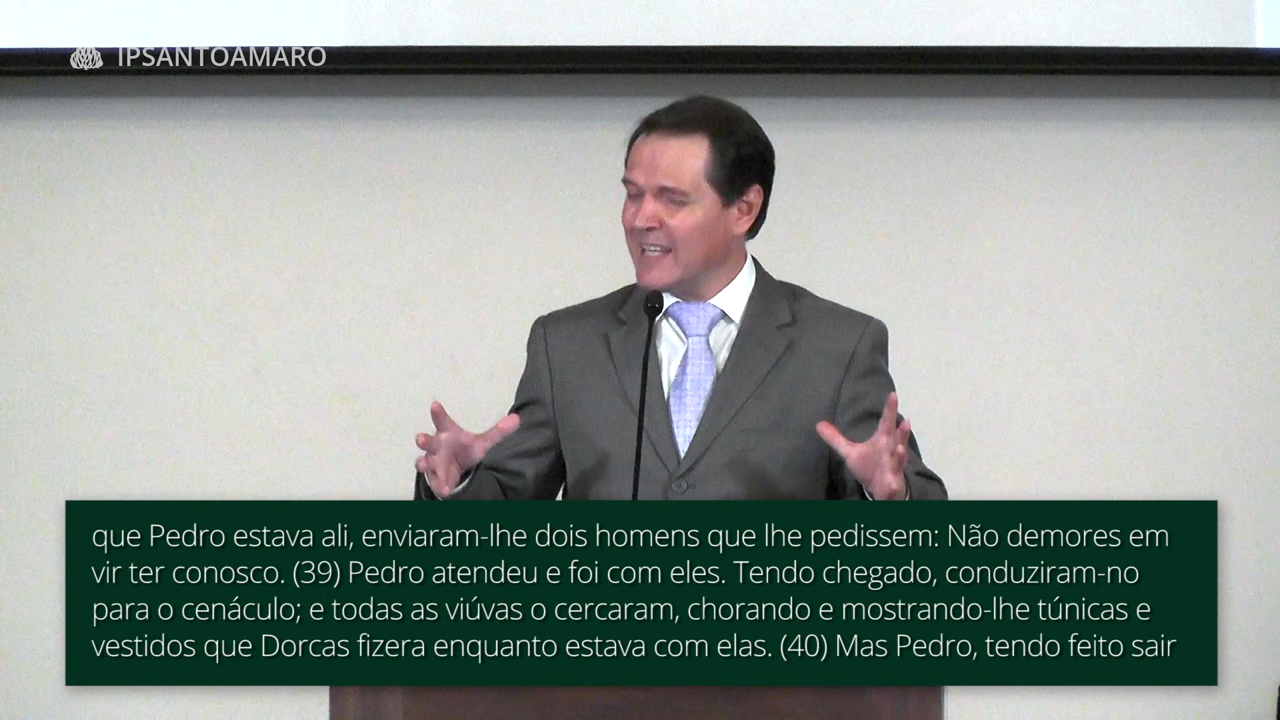 IPSANTOAMARO
que Pedro estava ali, enviaram-lhe dois homens que lhe pedissem: Não demores em
vir ter conosco. (39) Pedro atendeu e foi com eles. Tendo chegado, conduziram-no
para o cenáculo; e todas as viúvas o cercaram, chorando e mostrando-lhe túnicas e
vestidos que Dorcas fizera enquanto estava com elas. (40) Mas Pedro, tendo feito sair